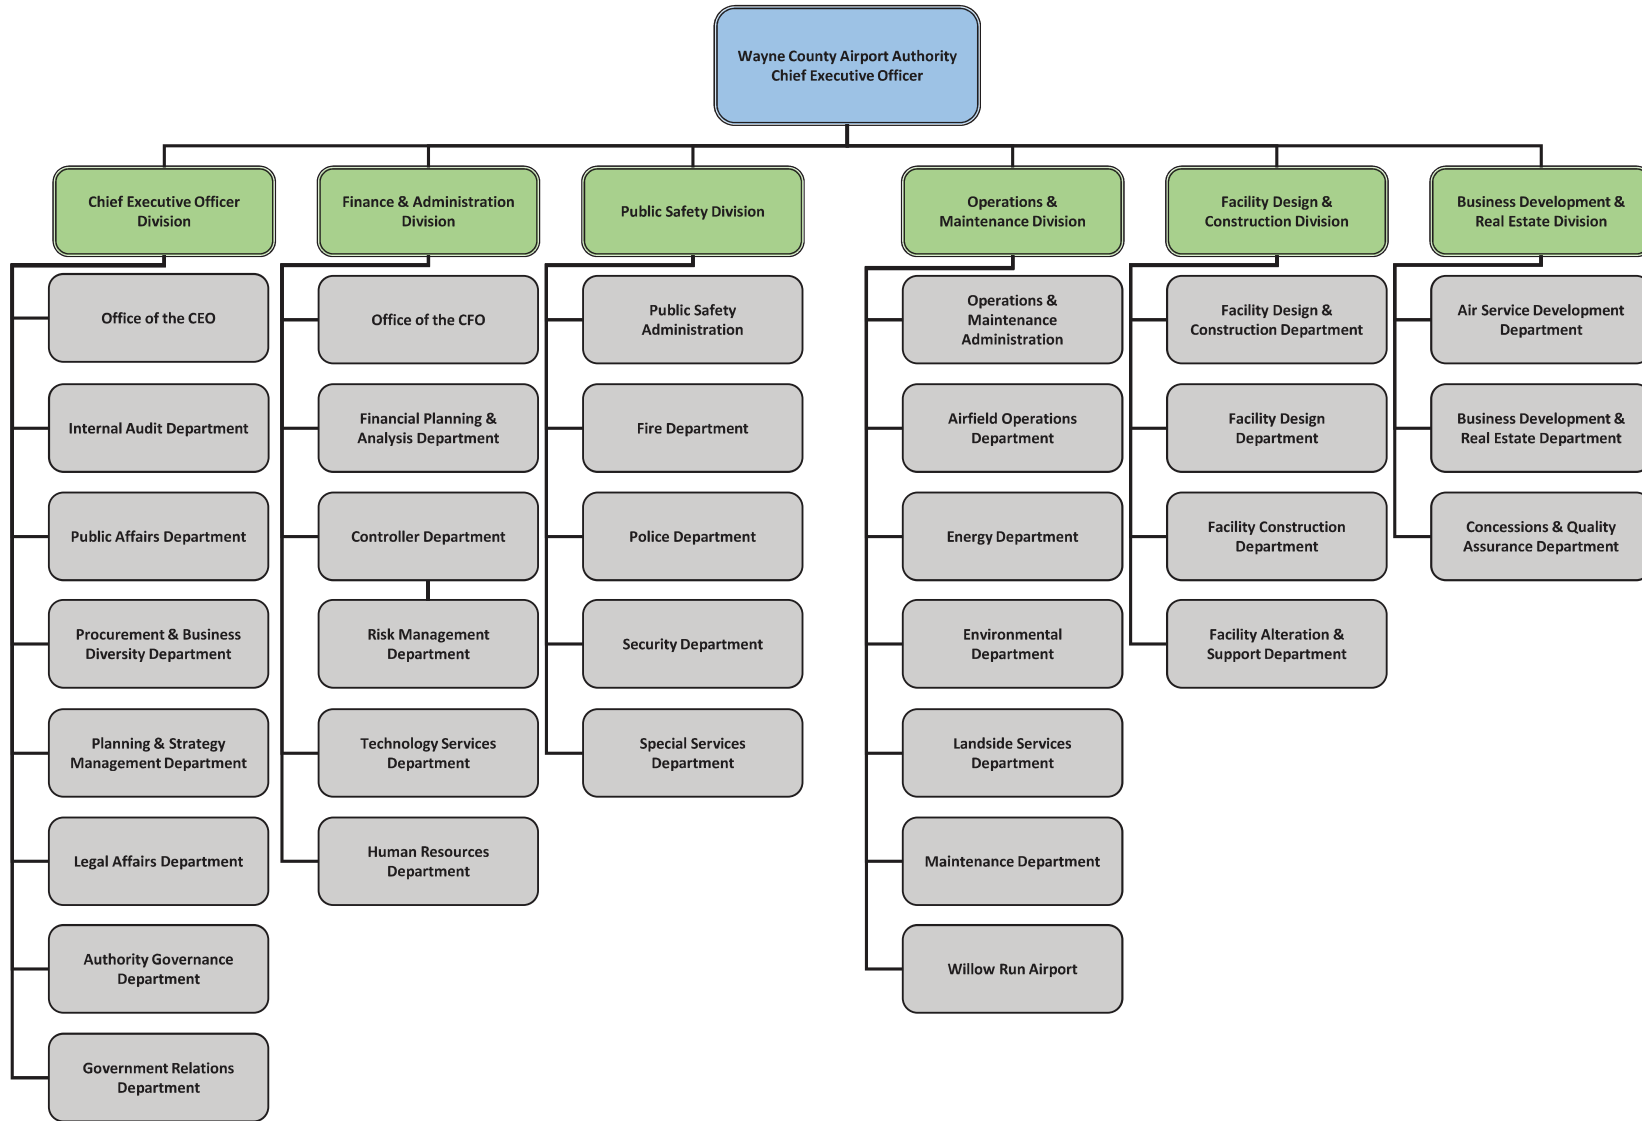 Wayne County Airport Authority
Chief Executive Officer
Chief Executive Officer
Division
Office of the CEO
Internal Audit Department
Public Affairs Department
Procurement & Business
Diversity Department
Planning & Strategy
Management Department
Legal Affairs Department
Authority Governance
Department
Government Relations
Department
Finance & Administration
Division
Office of the CFO
Financial Planning &
Analysis Department
Controller Department
Risk Management
Department
Technology Services
Department
Human Resources
Department
Public Safety Division
Public Safety
Administration
Fire Department
Police Department
Security Department
Special Services
Department
Operations &
Maintenance Division
Operations &
Maintenance
Administration
Airfield Operations
Department
Energy Department
Environmental
Department
Landside Services
Department
Maintenance Department
Willow Run Airport
Facility Design &
Construction Division
Facility Design &
Construction Department
Facility Design
Department
Facility Construction
Department
Facility Alteration &
Support Department
Business Development &
Real Estate Division
Air Service Development
Department
Business Development &
Real Estate Department
Concessions & Quality
Assurance Department